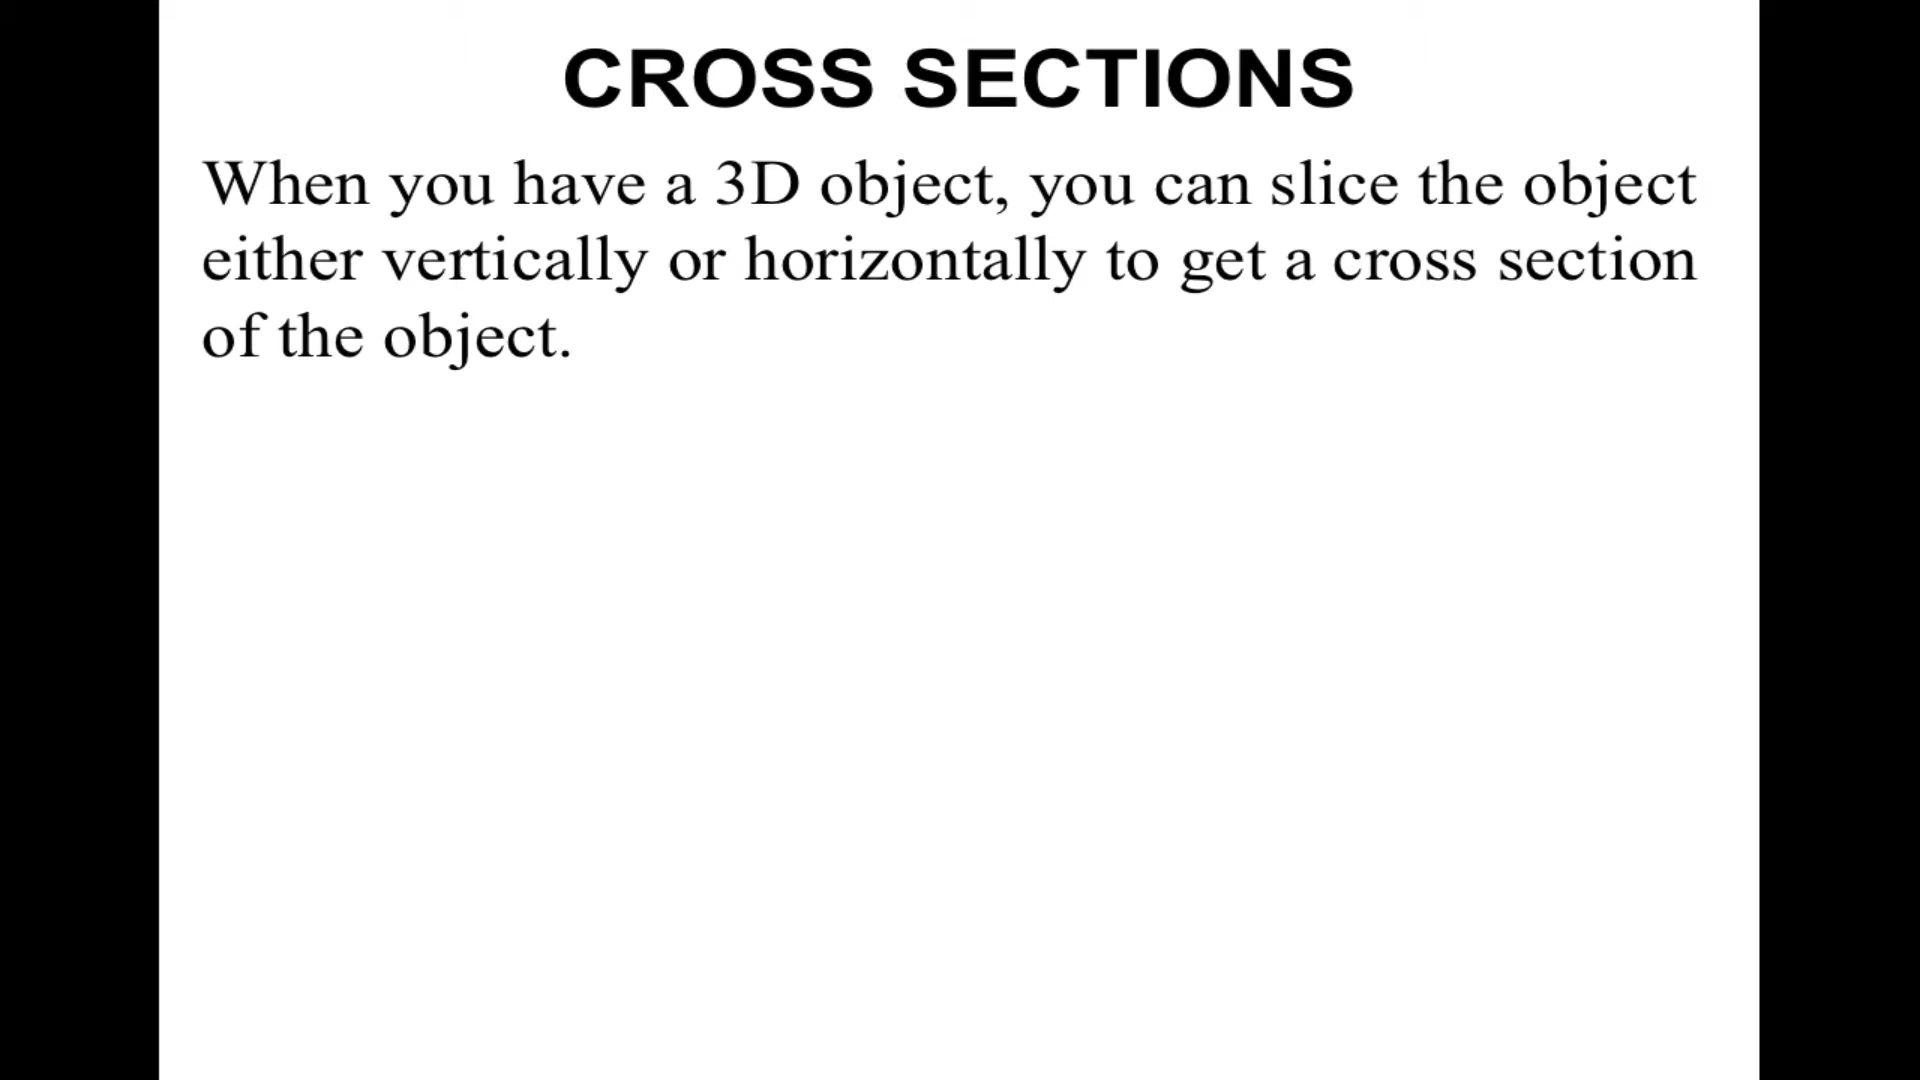 CROSS SECTIONS
When you have a 3D object, you can slice the object
either vertically or horizontally to get a cross section
of the object.